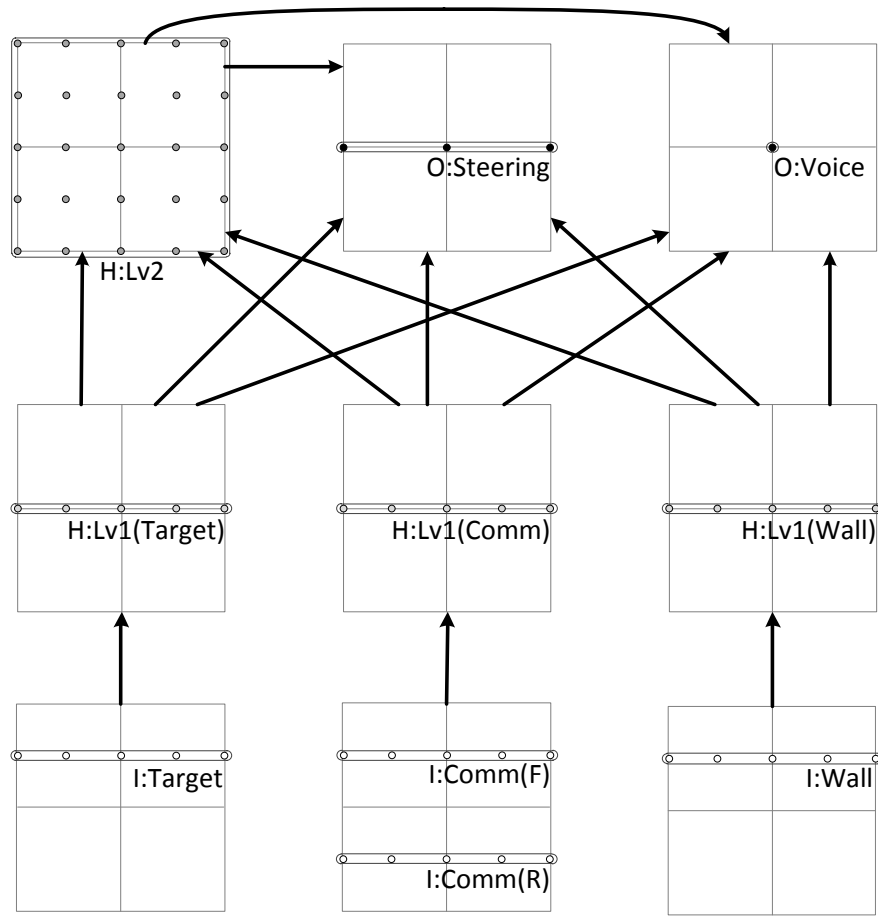 O:Steering
O:Voice
H:Lv2
H:Lv1(Target)
H:Lv1(Comm)
H:Lv1(Wall)
I:Target
I:Comm(F)
I:Wall
I:Comm(R)